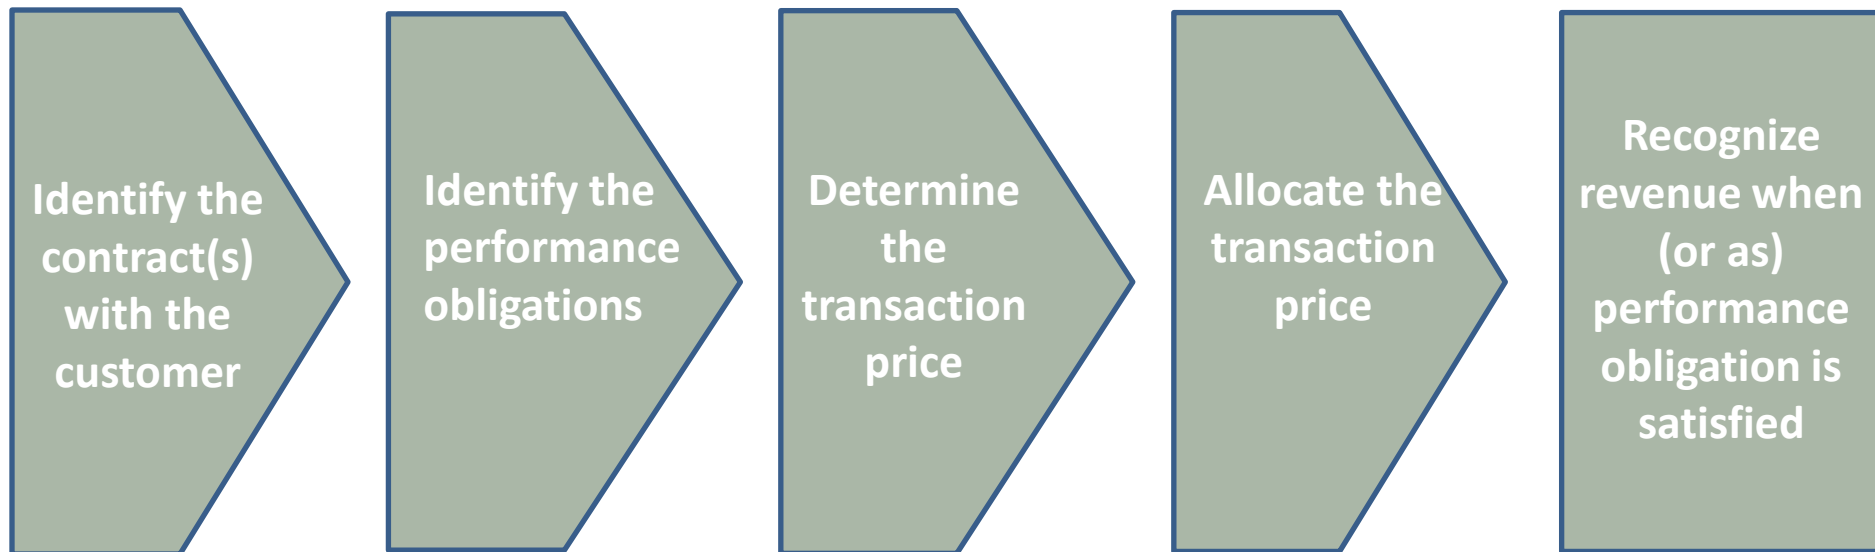 Identify the
contract(s)
with the
customer
Identify the
performance
obligations
Determine
the
transaction
price
Allocate the
transaction
price
Recognize
revenue when
(or as)
performance
obligation is
satisfied